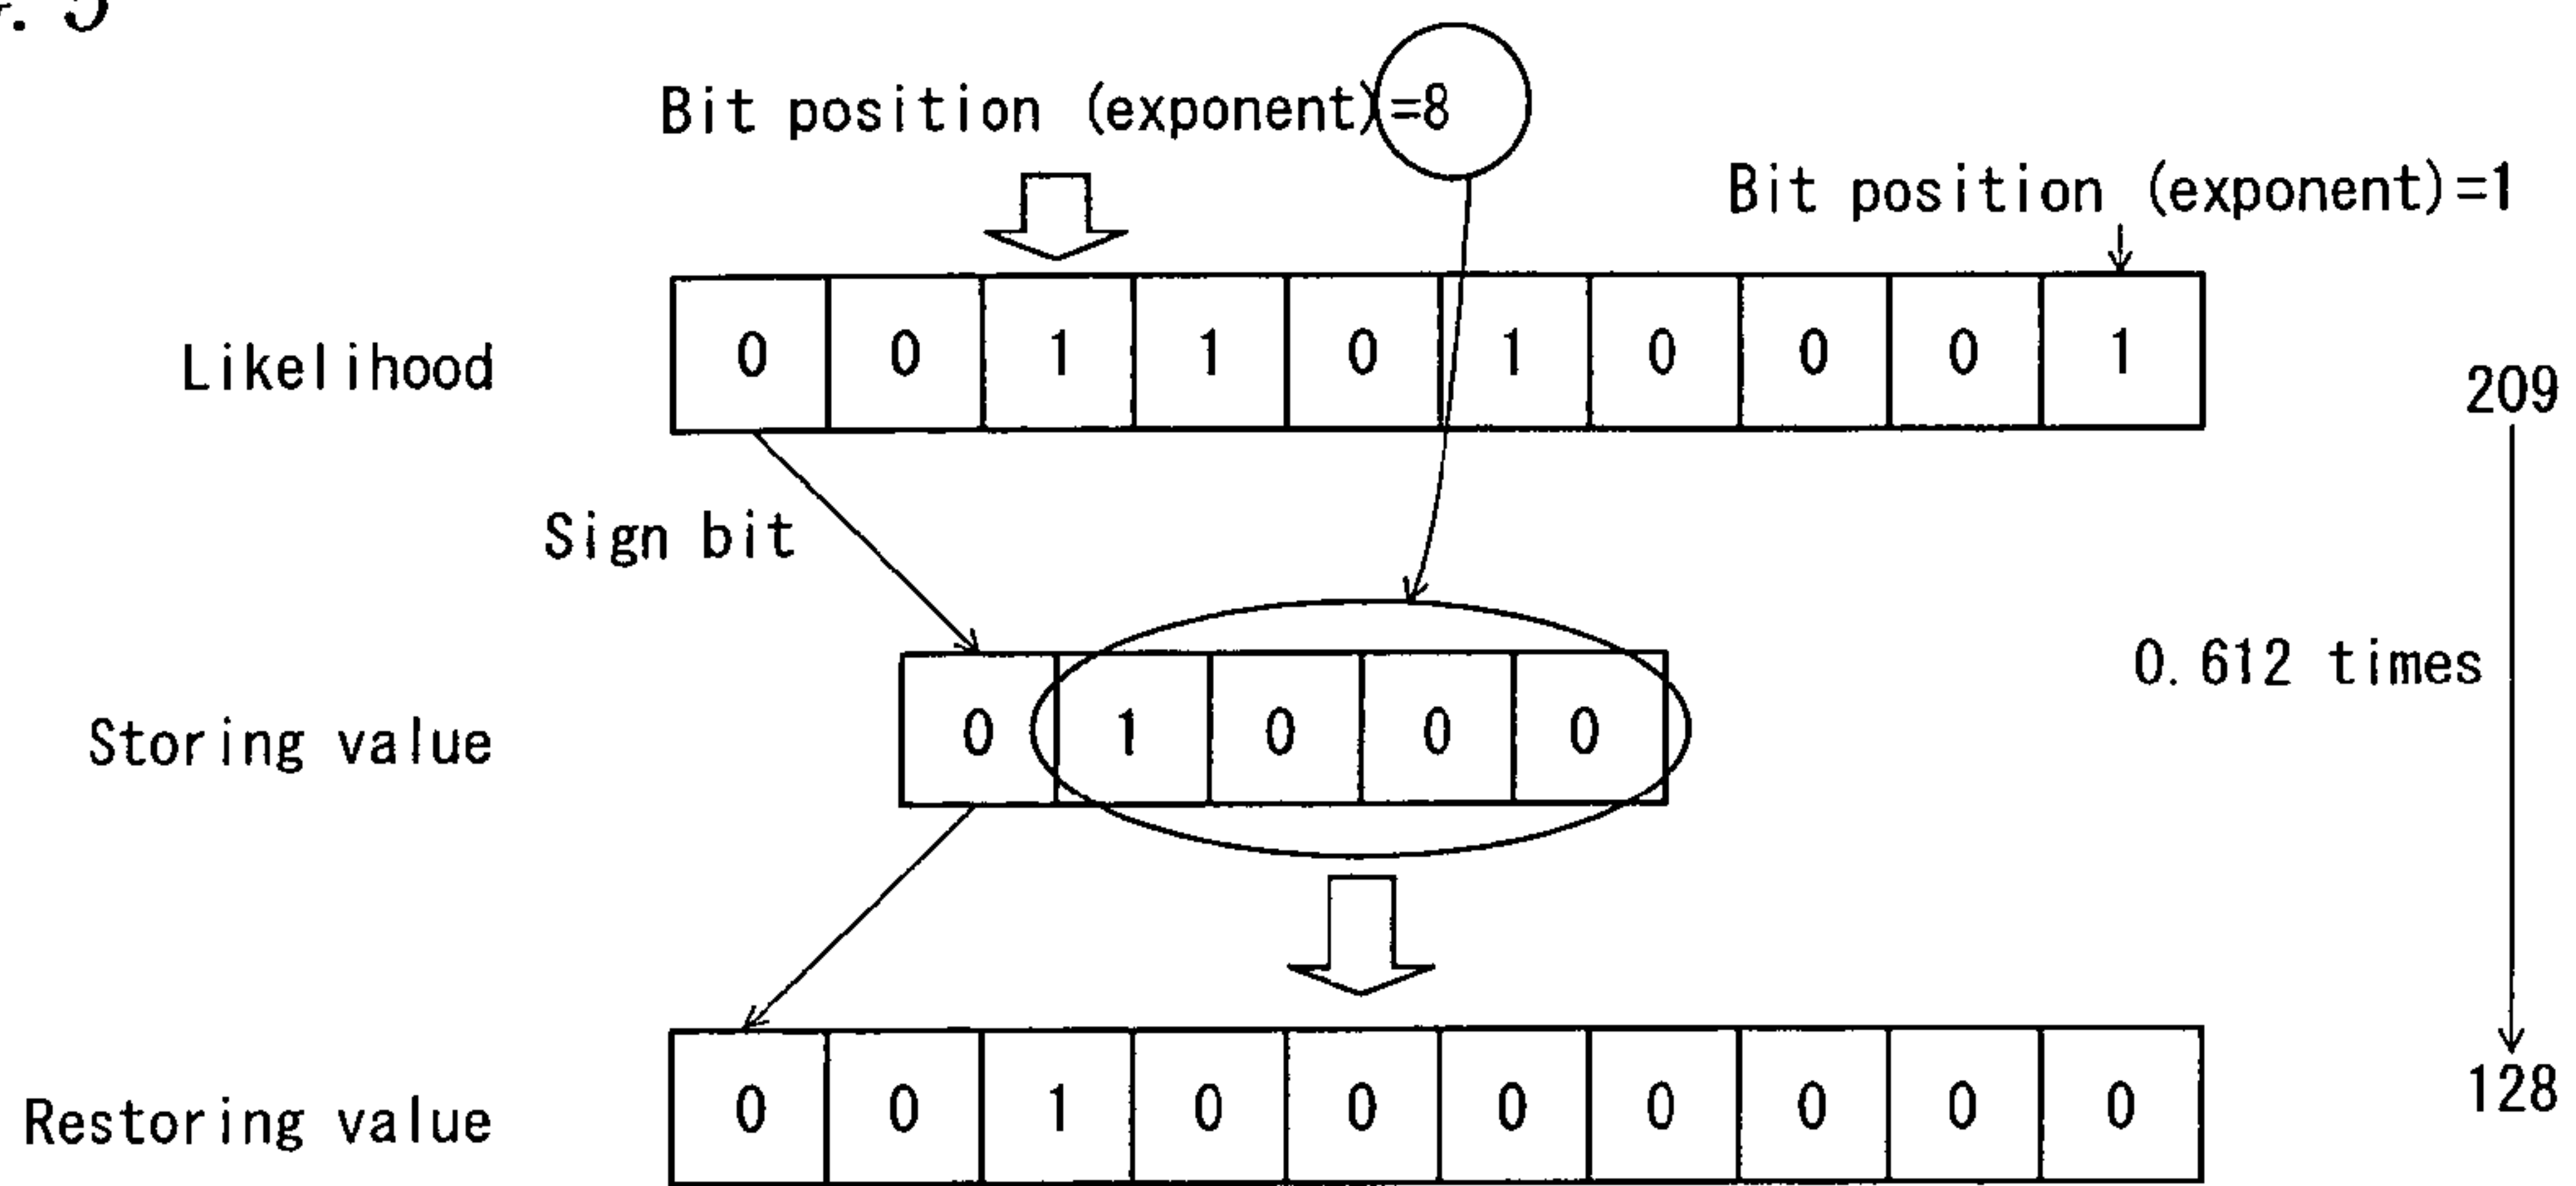 . 5
Bit position (exponent)=8
Bit position (exponent)=1
Likelihood 0 0 1 1 0 1 0 0 0 1 209
Sign bit
0.612 times
Storing value 0 1 0 0 0
Restoring value 0 0 1 0 0 0 0 0 0 0 128